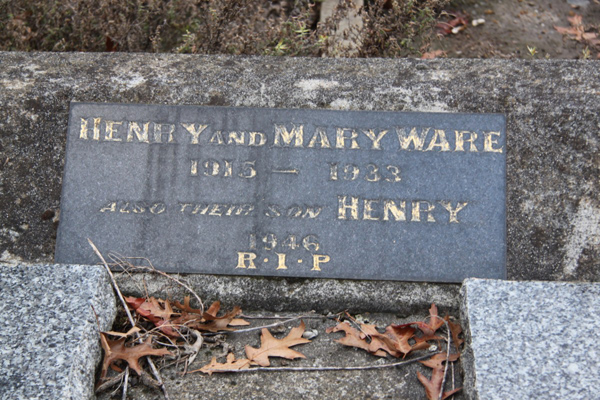 HENRY AND MARY WARE
1915 — 1933
ALSO THEIR SON HENRY
1946
R·I·P